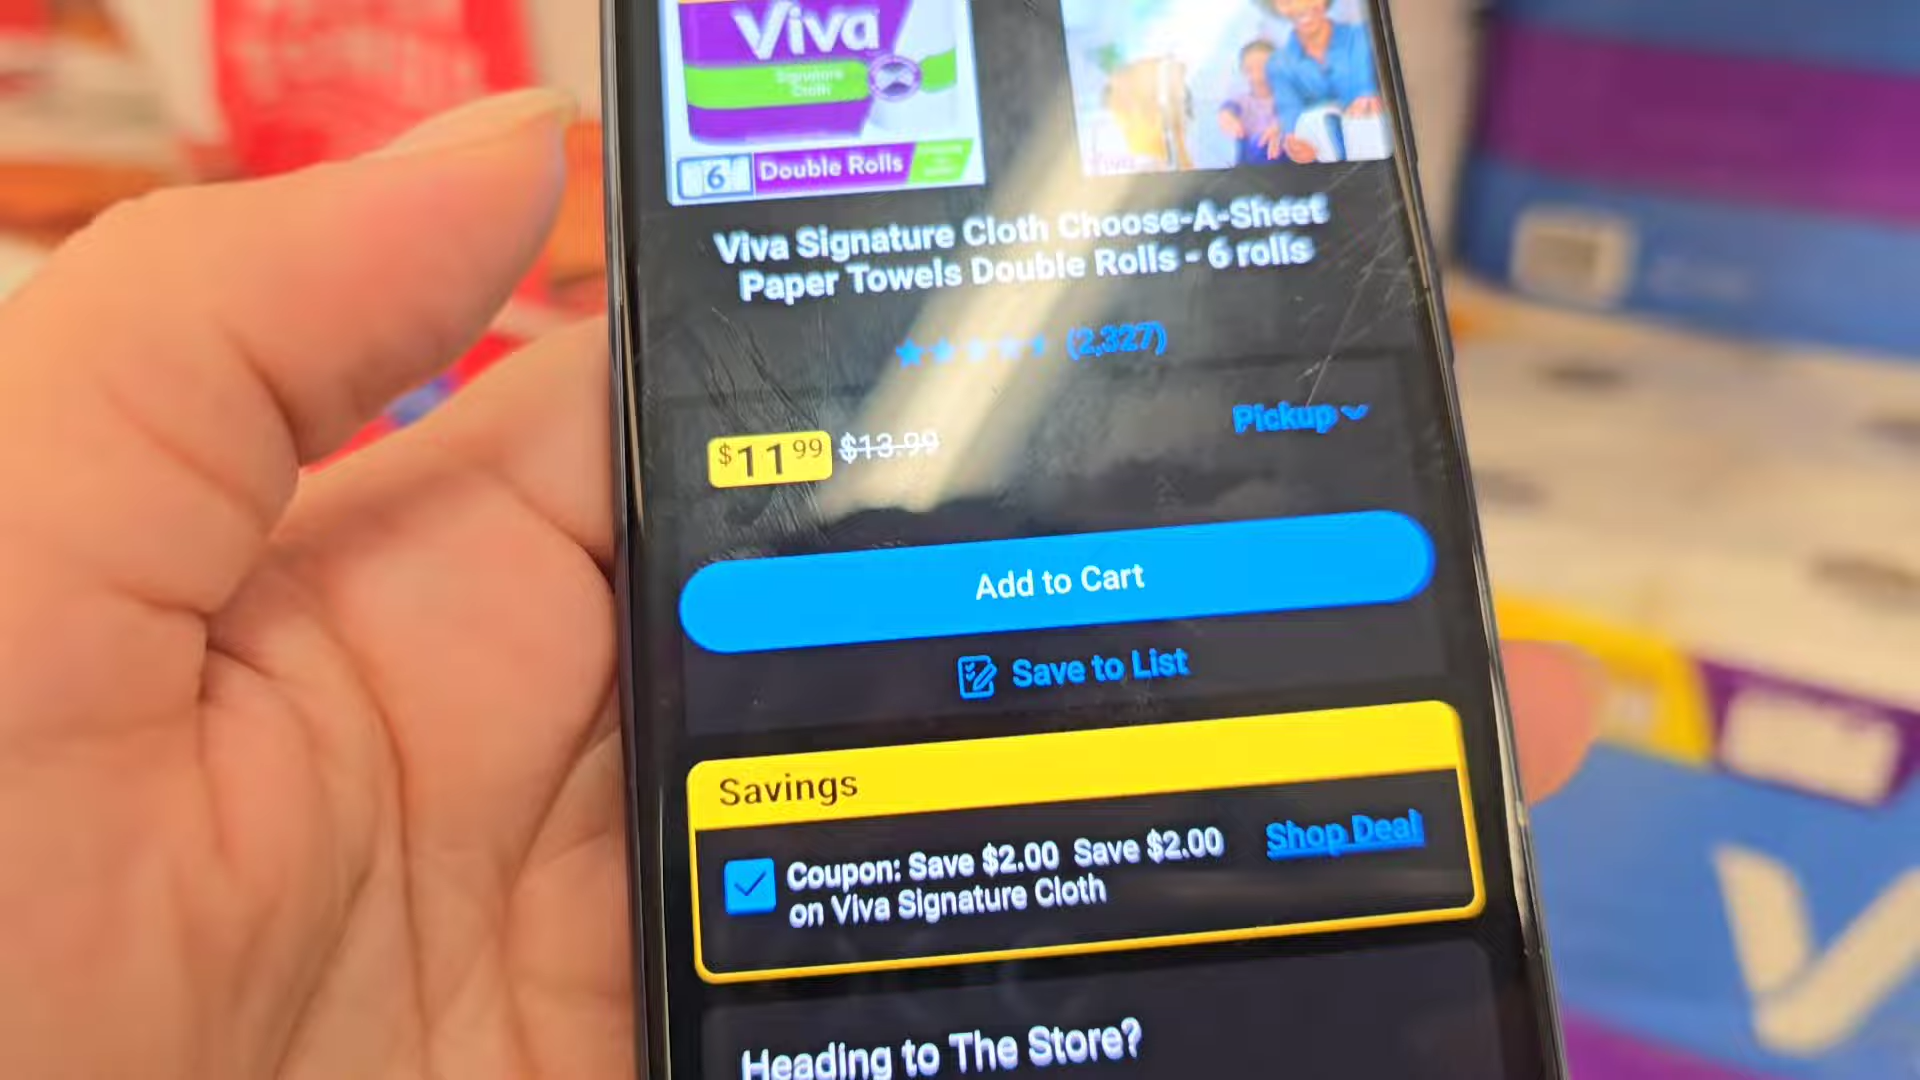 Viva
Signature
Cloth
6
Double Rolls
Viva Signature Cloth Choose-A-Sheet
Paper Towels Double Rolls - 6 rolls
(2,327)
Pickup
$11 99 $13.99
Add to Cart
Save to List
Savings
Coupon: Save $2.00 Save $2.00
on Viva Signature Cloth
Shop Deal
Heading to The Store?